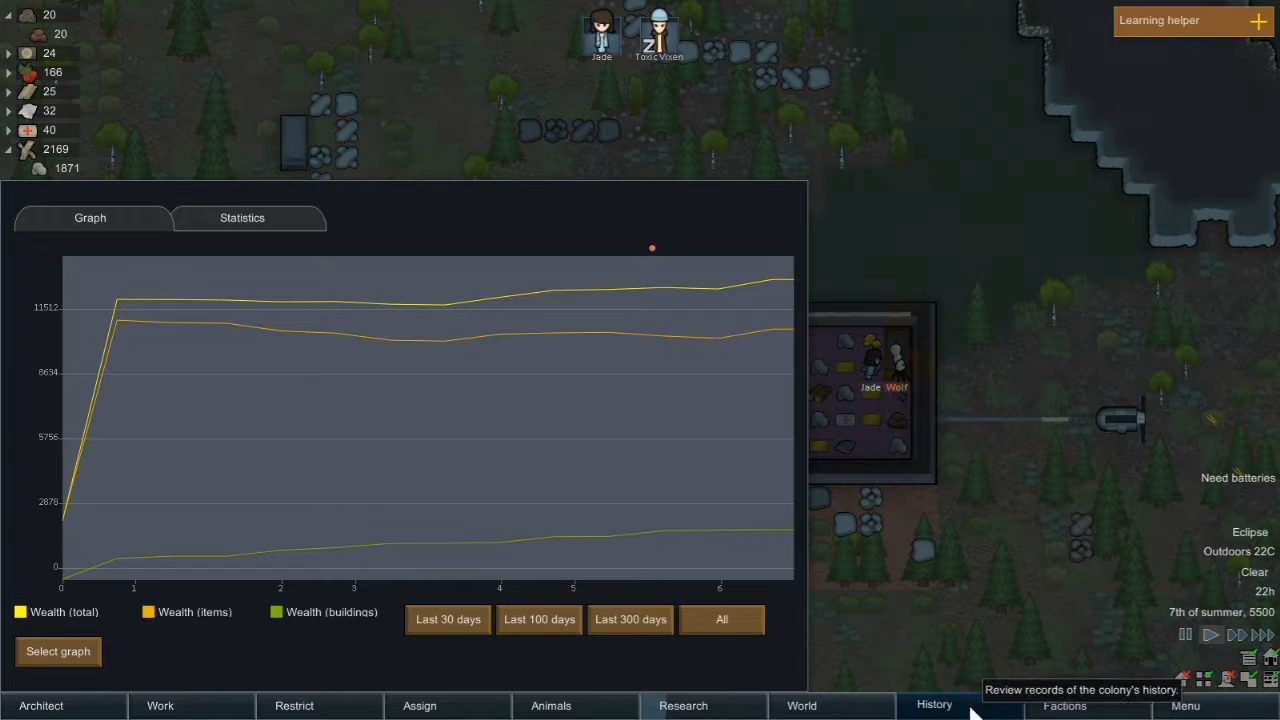 20
20
24
166
25
32
40
2169
1871
Jade
Toxic Vixen
Z
Learning helper
Graph
Statistics
11512
8634
5756
2878
0
0
1
2
3
4
5
6
Wealth (total)
Wealth (items)
Wealth (buildings)
Last 30 days
Last 100 days
Last 300 days
All
Select graph
Jade
Wolf
Need batteries
Eclipse
Outdoors 22C
Clear
22h
7th of summer, 5500
Review records of the colony's history.
Architect
Work
Restrict
Assign
Animals
Research
World
History
Factions
Menu